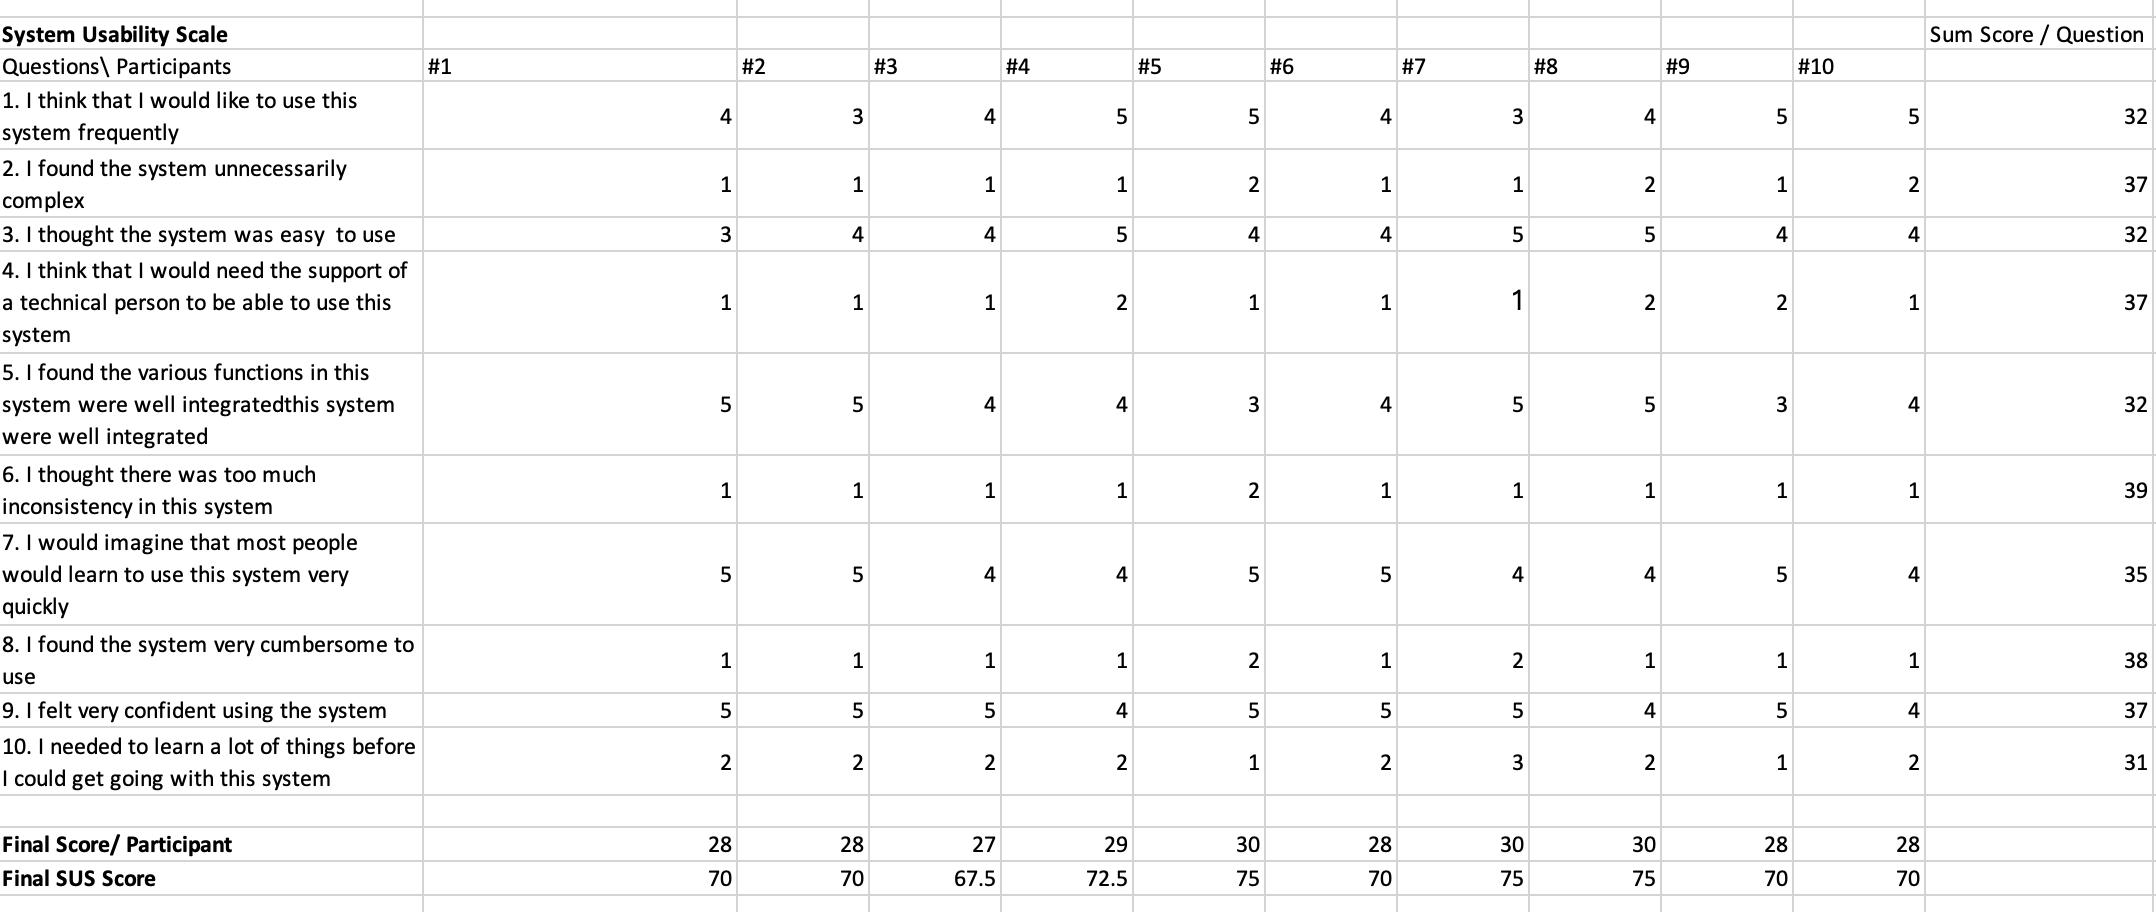 System Usability Scale Sum Score / Question
Questions\ Participants #1 #2 #3 #4 #5 #6 #7 #8 #9 #10
1. I think that I would like to use this
system frequently 4 3 4 5 5 4 3 4 5 5 32
2. I found the system unnecessarily
complex 1 1 1 1 2 1 1 2 1 2 37
3. I thought the system was easy  to use 3 4 4 5 4 4 5 5 4 4 32
4. I think that I would need the support of
a technical person to be able to use this 1 1 1 2 1 1 1 2 2 1 37
system
5. I found the various functions in this
system were well integratedthis system 5 5 4 4 3 4 5 5 3 4 32
were well integrated
6. I thought there was too much
inconsistency in this system 1 1 1 1 2 1 1 1 1 1 39
7. I would imagine that most people
would learn to use this system very 5 5 4 4 5 5 4 4 5 4 35
quickly
8. I found the system very cumbersome to
use 1 1 1 1 2 1 2 1 1 1 38
9. I felt very confident using the system 5 5 5 4 5 5 5 4 5 4 37
10. I needed to learn a lot of things before
I could get going with this system 2 2 2 2 1 2 3 2 1 2 31
Final Score/ Participant 28 28 27 29 30 28 30 30 28 28
Final SUS Score 70 70 67.5 72.5 75 70 75 75 70 70